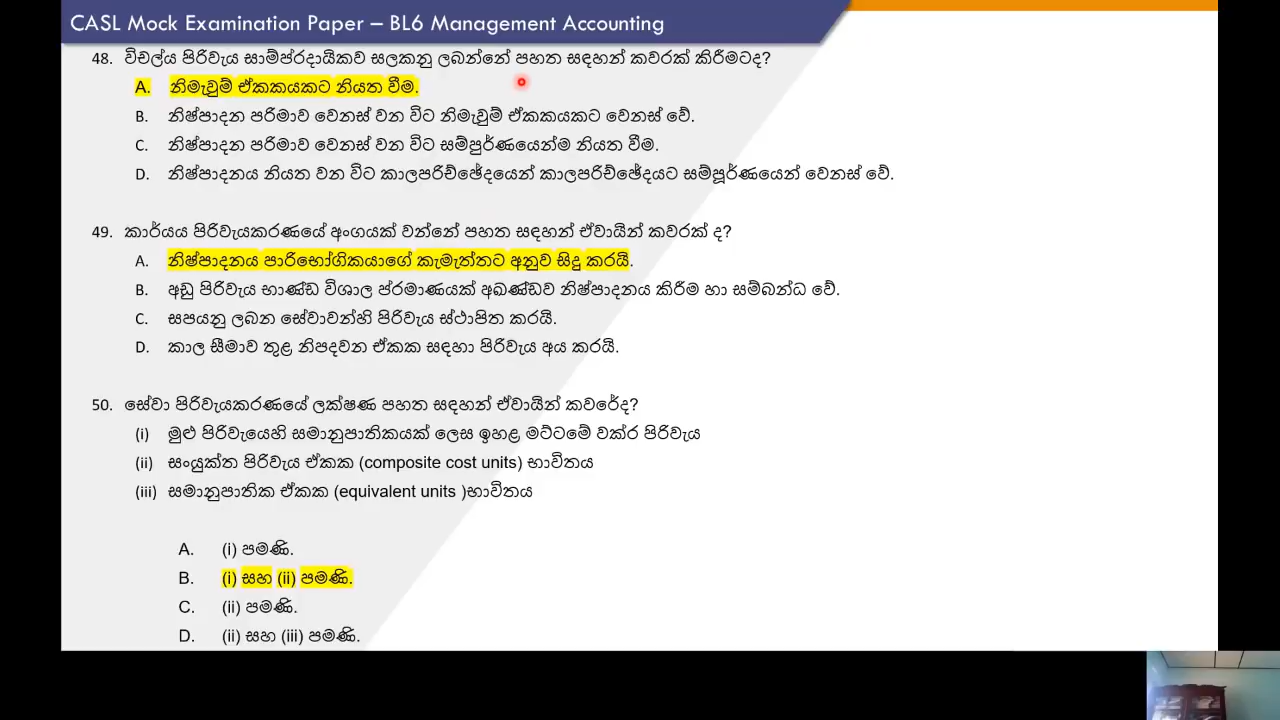 CASL Mock Examination Paper – BL6 Management Accounting
48. විචල්ය පිරිවැය සාම්ප්රදායිකව සලකනු ලබන්නේ පහත සඳහන් කවරක් කිරීමටද?
A. නිමැවුම් ඒකකයකට නියත වීම.
B. නිෂ්පාදන පරිමාව වෙනස් වන විට නිමැවුම් ඒකකයකට වෙනස් වේ.
C. නිෂ්පාදන පරිමාව වෙනස් වන විට සම්පුර්ණයෙන්ම නියත වීම.
D. නිෂ්පාදනය නියත වන විට කාලපරිච්ඡේදයෙන් කාලපරිච්ඡේදයට සම්පූර්ණයෙන් වෙනස් වේ.
49. කාර්යය පිරිවැයකරණයේ අංගයක් වන්නේ පහත සඳහන් ඒවායින් කවරක් ද?
A. නිෂ්පාදනය පාරිභෝගිකයාගේ කැමැත්තට අනුව සිදු කරයි.
B. අඩු පිරිවැය භාණ්ඩ විශාල ප්රමාණයක් අඛණ්ඩව නිෂ්පාදනය කිරීම හා සම්බන්ධ වේ.
C. සපයනු ලබන සේවාවන්හි පිරිවැය ස්ථාපිත කරයි.
D. කාල සීමාව තුළ නිපදවන ඒකක සඳහා පිරිවැය අය කරයි.
50. සේවා පිරිවැයකරණයේ ලක්ෂණ පහත සඳහන් ඒවායින් කවරේද?
(i) මුළු පිරිවැයෙහි සමානුපාතිකයක් ලෙස ඉහළ මට්ටමේ වක්ර පිරිවැය
(ii) සංයුක්ත පිරිවැය ඒකක (composite cost units) භාවිතය
(iii) සමානුපාතික ඒකක (equivalent units )භාවිතය
A. (i) පමණි.
B. (i) සහ (ii) පමණි.
C. (ii) පමණි.
D. (ii) සහ (iii) පමණි.